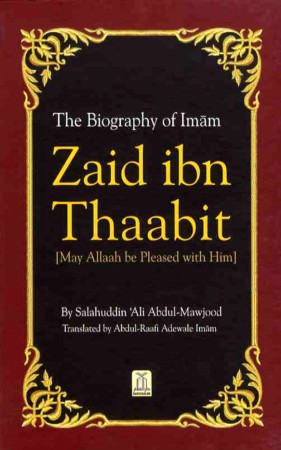 The Biography of Imām
Zaid ibn
Thaabit
[May Allaah be Pleased with Him]
By Salahuddin 'Ali Abdul-Mawjood
Translated by Abdul-Raafi Adewale Imām